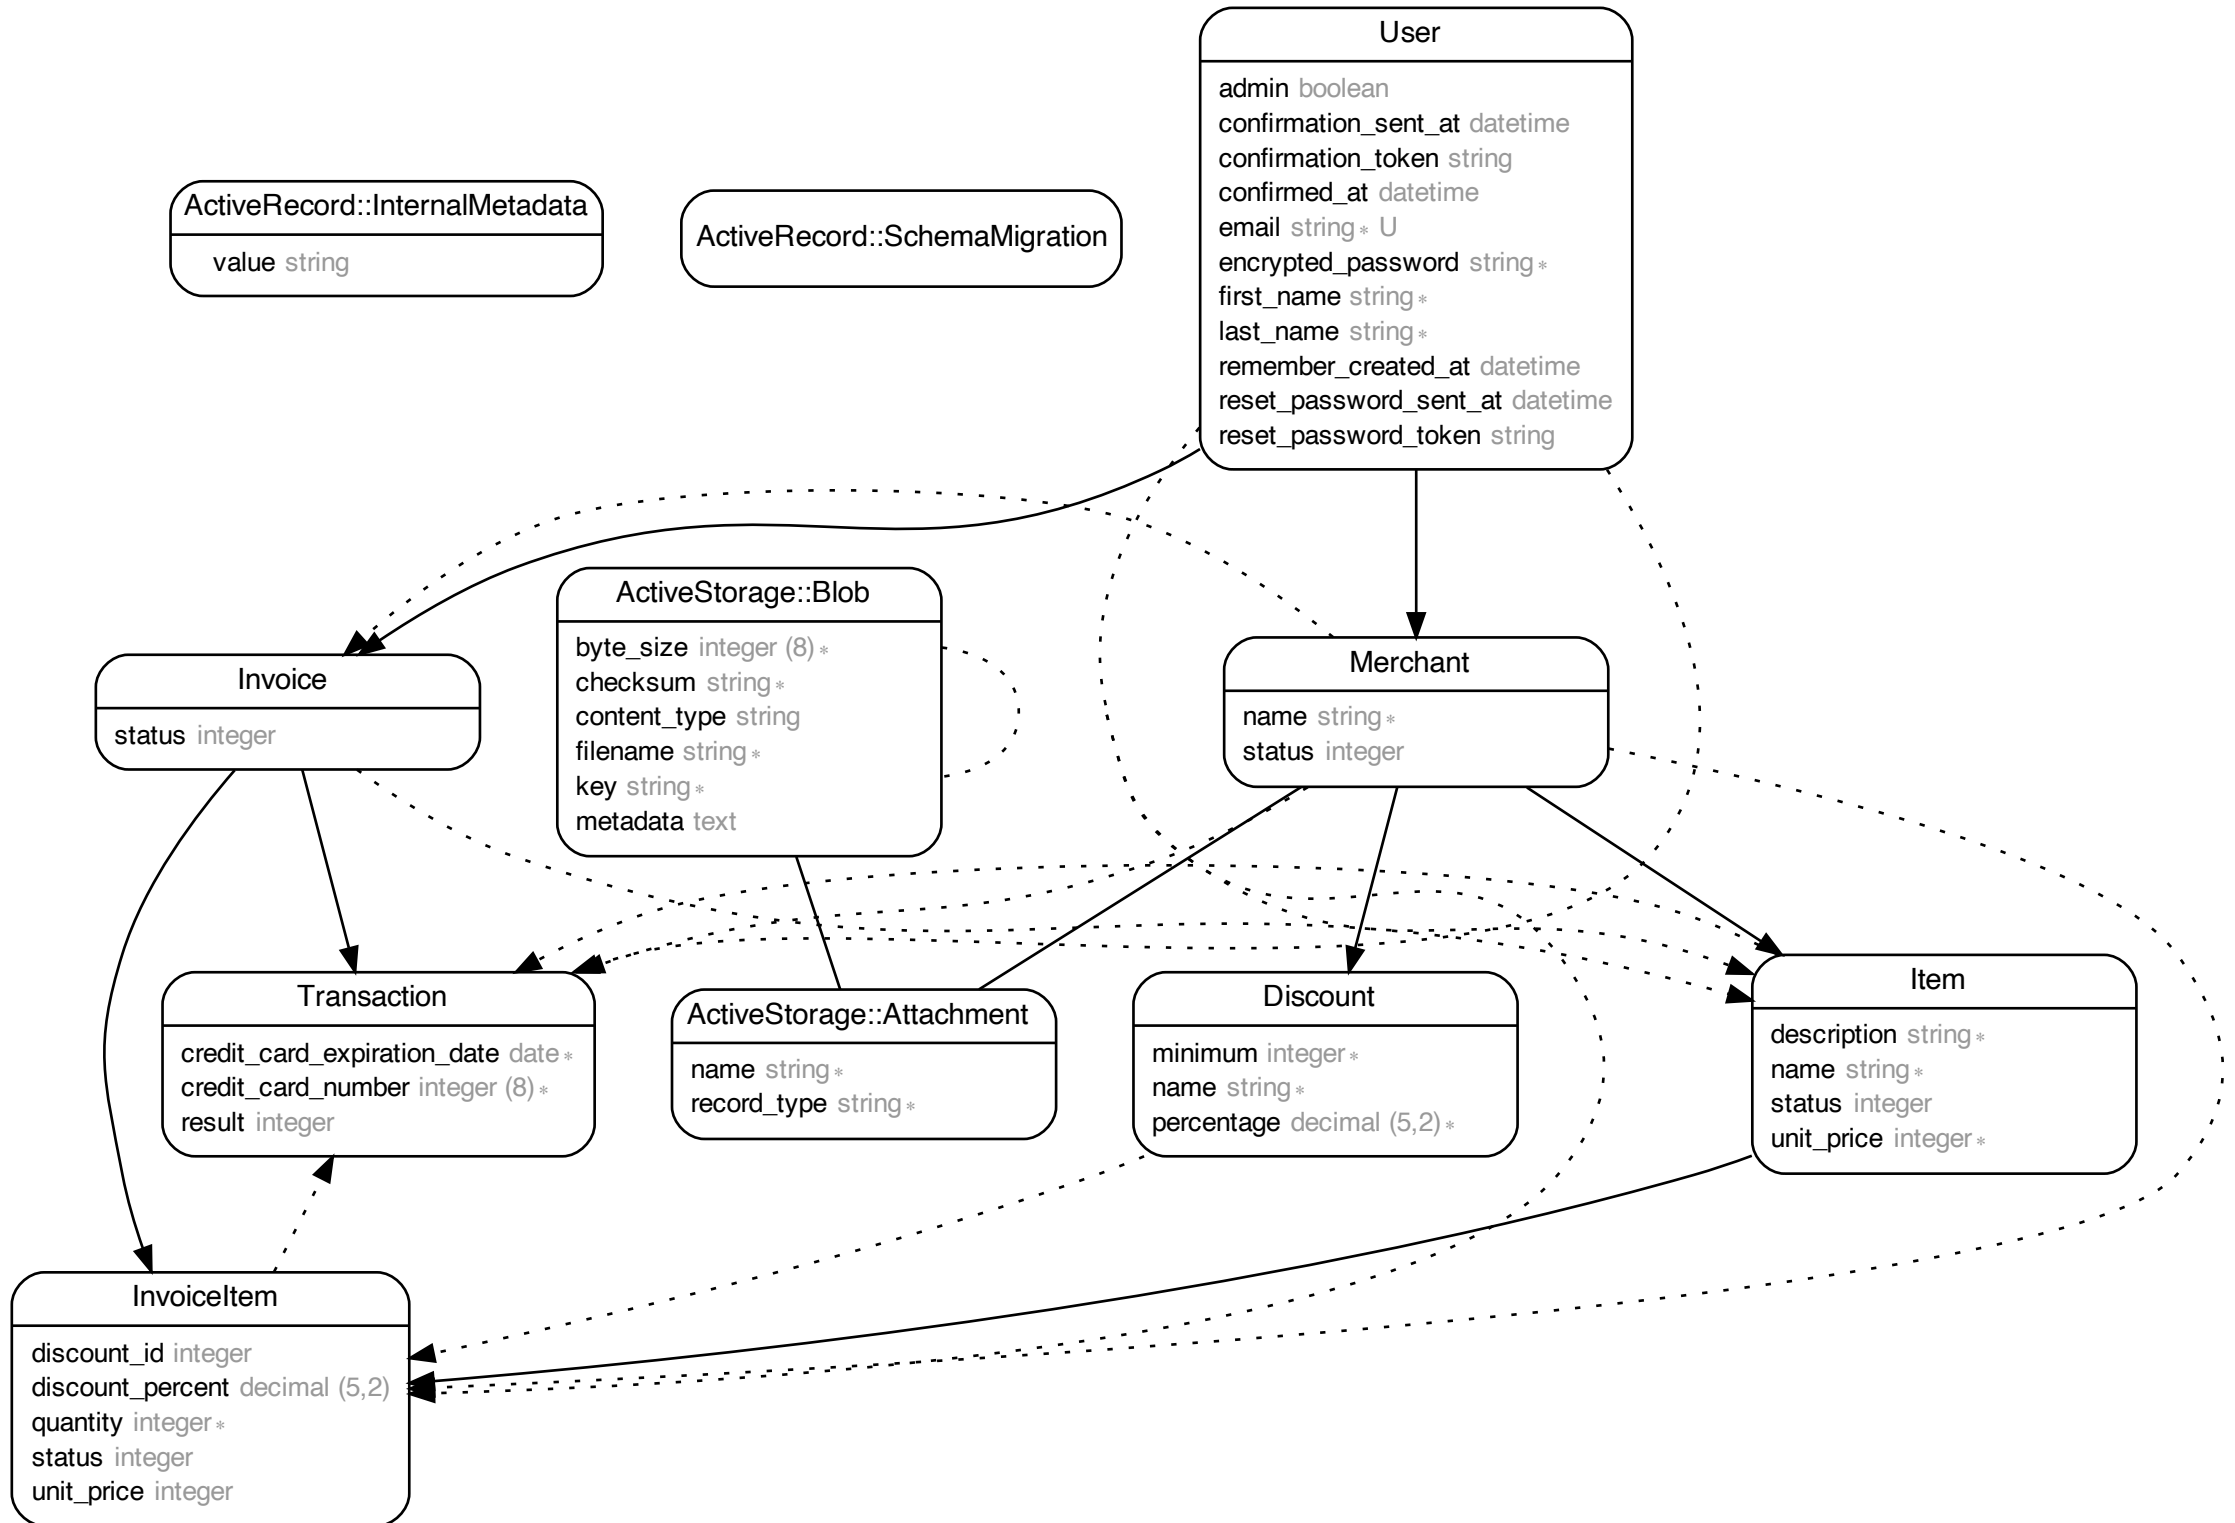 User
admin boolean
confirmation_sent_at datetime
confirmation_token string
confirmed_at datetime
email string* U
encrypted_password string*
first_name string*
last_name string*
remember_created_at datetime
reset_password_sent_at datetime
reset_password_token string
ActiveRecord::InternalMetadata
value string
ActiveRecord::SchemaMigration
ActiveStorage::Blob
byte_size integer (8)*
checksum string*
content_type string
filename string*
key string*
metadata text
Invoice
status integer
Merchant
name string*
status integer
Transaction
credit_card_expiration_date date*
credit_card_number integer (8)*
result integer
ActiveStorage::Attachment
name string*
record_type string*
Discount
minimum integer*
name string*
percentage decimal (5,2)*
Item
description string*
name string*
status integer
unit_price integer*
InvoiceItem
discount_id integer
discount_percent decimal (5,2)
quantity integer*
status integer
unit_price integer